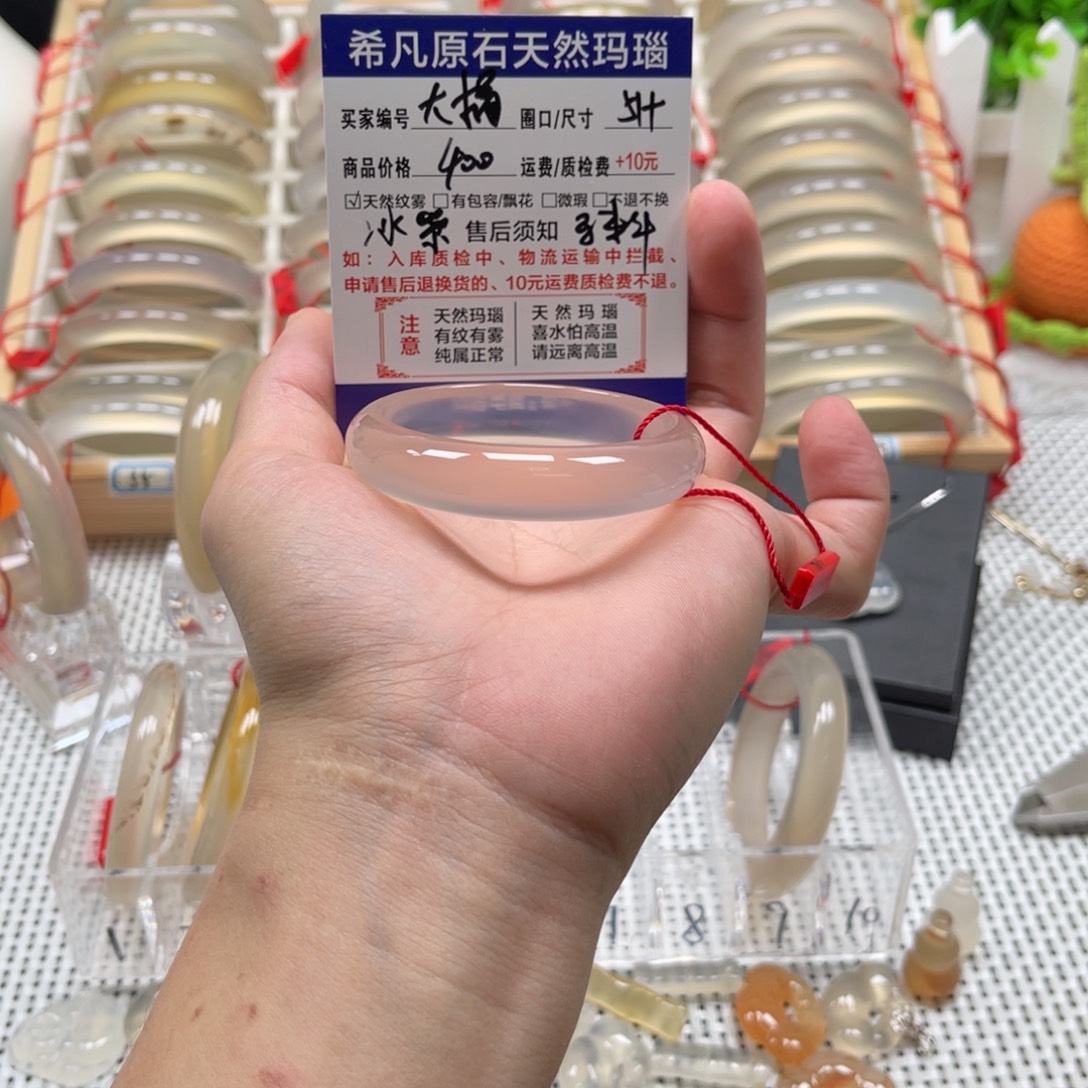 希凡原石天然玛瑙
买家编号 大 圈口/尺寸 54
商品价格 400 运费/质检费 +10元
☑天然纹雾 □有包容/飘花 □微瑕 □不退不换
冰紫 售后须知
如：入库质检中、物流运输中拦截、
申请售后退换货的、10元运费质检费不退。
注意
天然玛瑙
有纹有雾
纯属正常
天然玛瑙
喜水怕高温
请远离高温
55
1
8